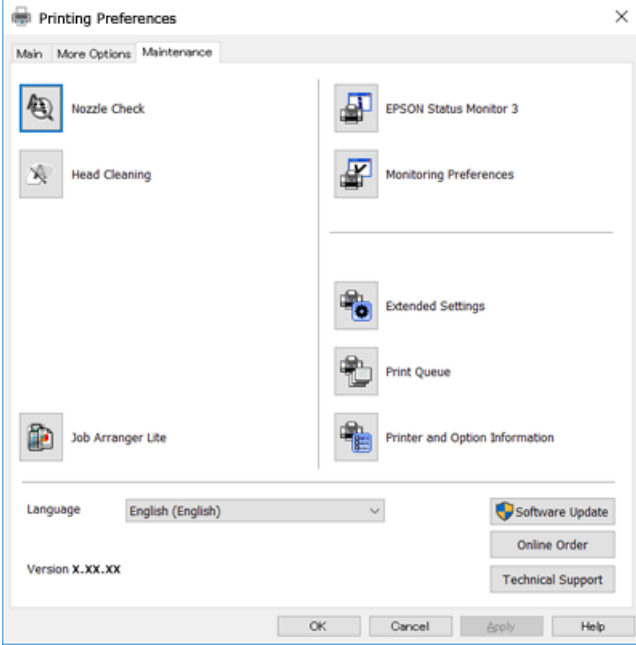 Printing Preferences
Main More Options Maintenance
Nozzle Check
Head Cleaning
Job Arranger Lite
EPSON Status Monitor 3
Monitoring Preferences
Extended Settings
Print Queue
Printer and Option Information
Language English (English)
Software Update
Online Order
Version X.XX.XX
Technical Support
OK Cancel Apply Help